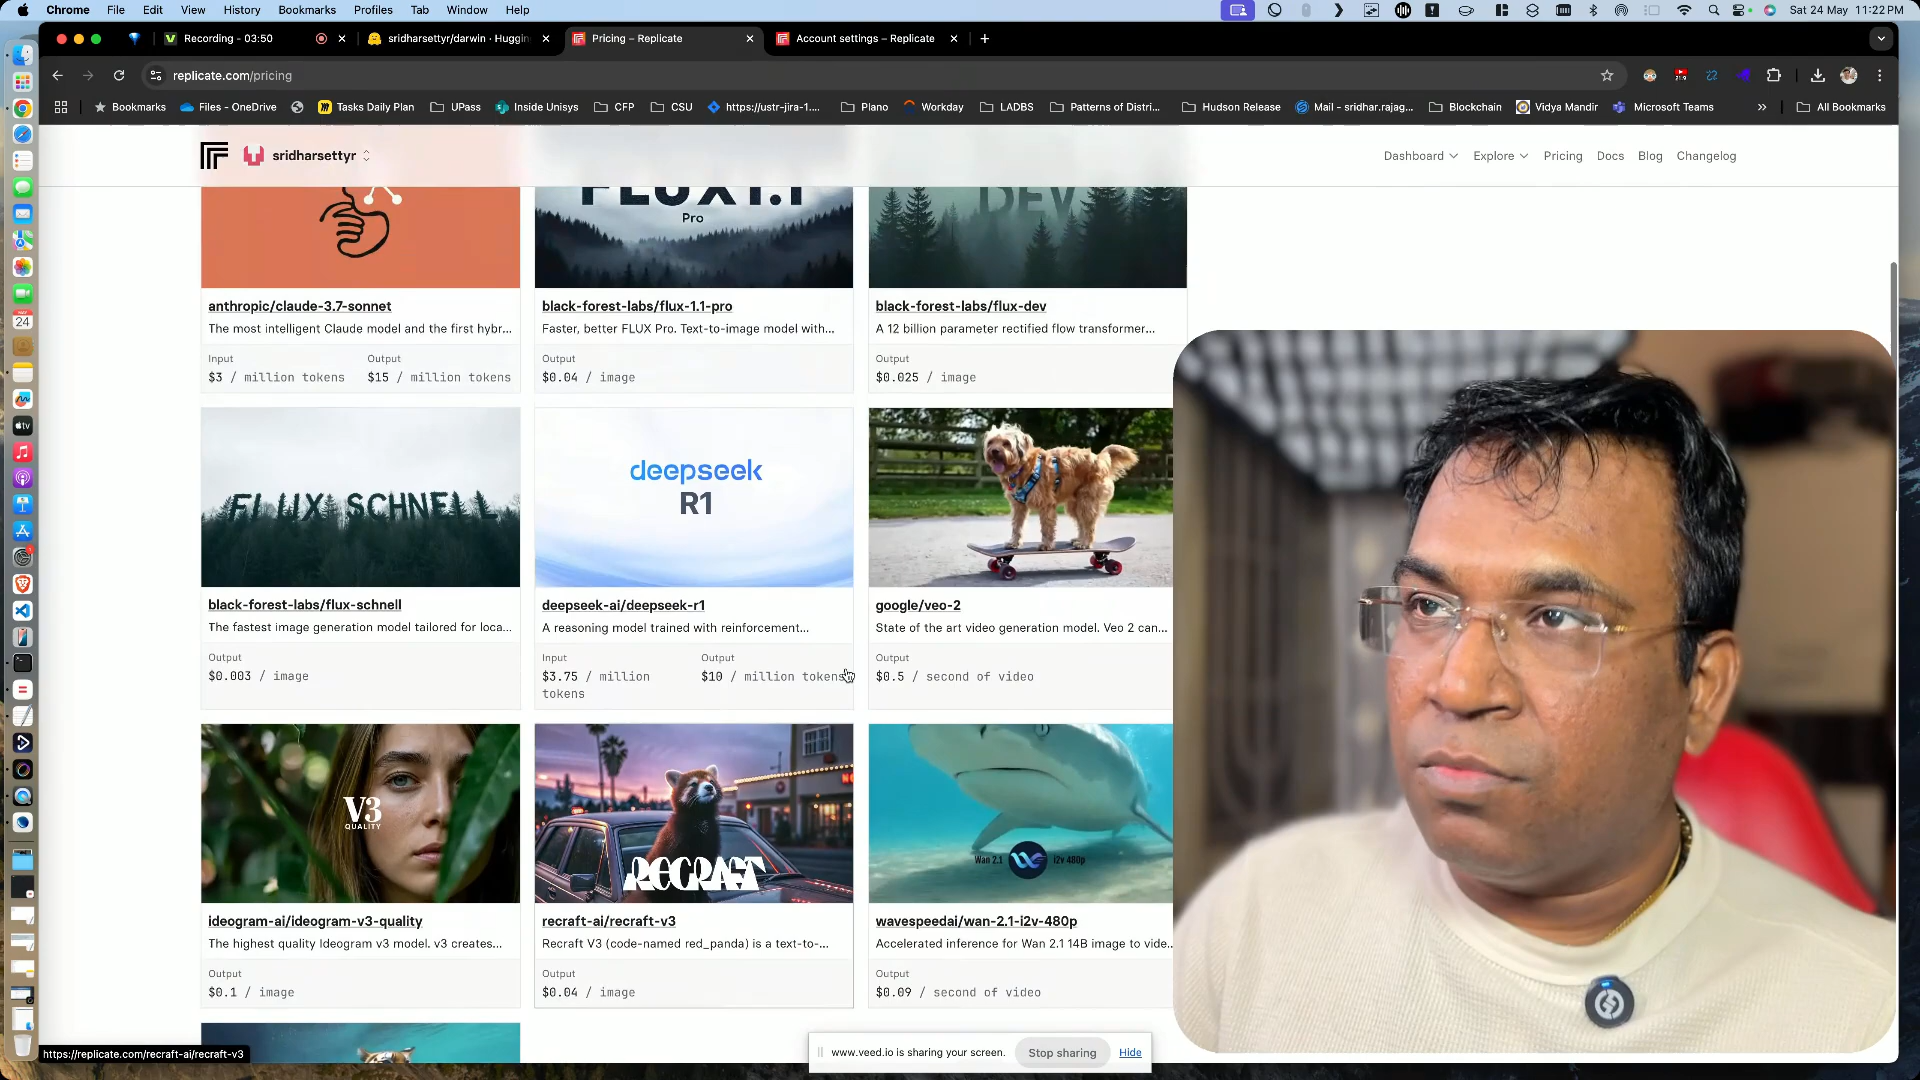 Chrome File Edit View History Bookmarks Profiles Tab Window Help
Sat 24 May 11:22 PM
Recording - 03:50
sridharsettyr/darwin · Huggin
Pricing – Replicate
Account settings – Replicate
replicate.com/pricing
Bookmarks Files - OneDrive Tasks Daily Plan UPass Inside Unisys CFP CSU https://ustr-jira-1.... Plano Workday LADBS Patterns of Distri... Hudson Release Mail - sridhar.rajag... Blockchain Vidya Mandir Microsoft Teams » All Bookmarks
sridharsettyr
Dashboard Explore Pricing Docs Blog Changelog
FLUX1.1
Pro
DEV
anthropic/claude-3.7-sonnet
The most intelligent Claude model and the first hybr...
Input Output
$3 / million tokens $15 / million tokens
black-forest-labs/flux-1.1-pro
Faster, better FLUX Pro. Text-to-image model with...
Output
$0.04 / image
black-forest-labs/flux-dev
A 12 billion parameter rectified flow transformer...
Output
$0.025 / image
FLUX SCHNELL
black-forest-labs/flux-schnell
The fastest image generation model tailored for loca...
Output
$0.003 / image
deepseek
R1
deepseek-ai/deepseek-r1
A reasoning model trained with reinforcement...
Input Output
$3.75 / million $10 / million tokens
tokens
google/veo-2
State of the art video generation model. Veo 2 can...
Output
$0.5 / second of video
V3
QUALITY
ideogram-ai/ideogram-v3-quality
The highest quality Ideogram v3 model. v3 creates...
Output
$0.1 / image
RECRAFT
recraft-ai/recraft-v3
Recraft V3 (code-named red_panda) is a text-to-...
Output
$0.04 / image
Wan 2.1 i2v 480p
wavespeedai/wan-2.1-i2v-480p
Accelerated inference for Wan 2.1 14B image to vide...
Output
$0.09 / second of video
https://replicate.com/recraft-ai/recraft-v3
www.veed.io is sharing your screen. Stop sharing Hide